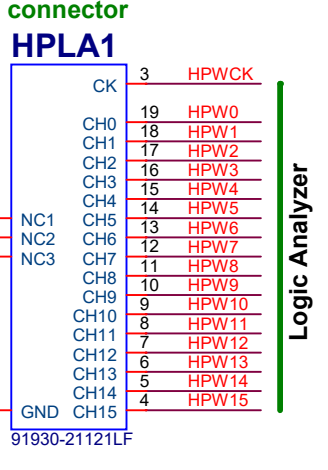 connector
HPLA1
CK 3 HPWCK
CH0 19 HPW0
CH1 18 HPW1
CH2 17 HPW2
CH3 16 HPW3
CH4 15 HPW4
NC1 CH5 14 HPW5
NC2 CH6 13 HPW6
NC3 CH7 12 HPW7
CH8 11 HPW8
CH9 10 HPW9
CH10 9 HPW10
CH11 8 HPW11
CH12 7 HPW12
CH13 6 HPW13
CH14 5 HPW14
GND CH15 4 HPW15
91930-21121LF
Logic Analyzer